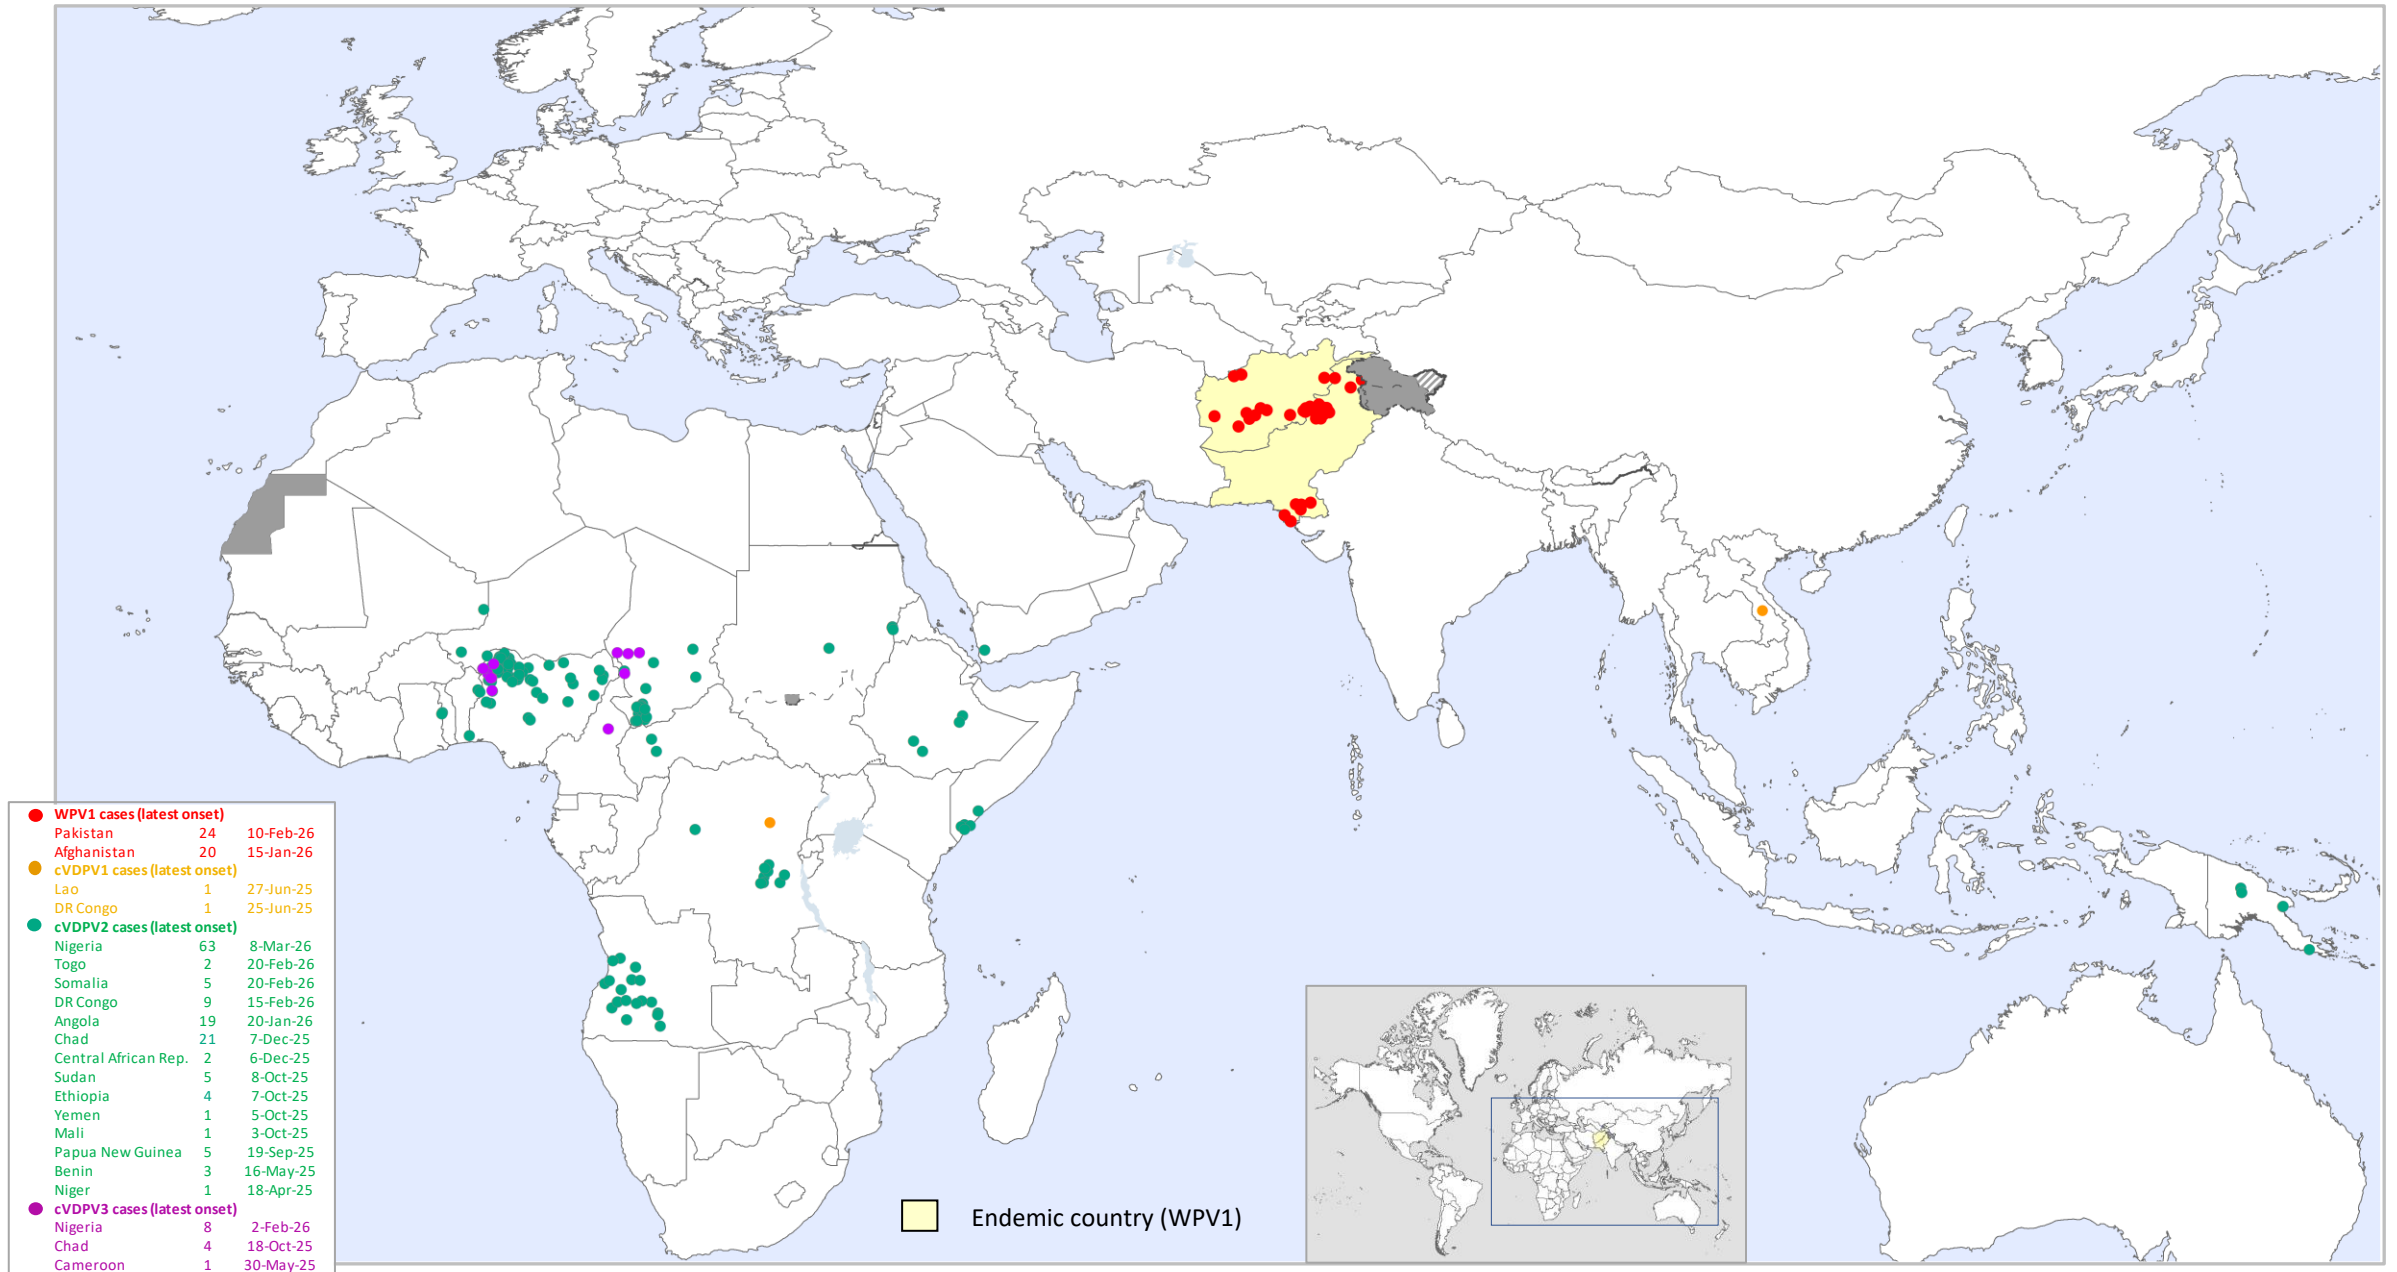 WPV1 cases (latest onset)
Pakistan 24 10-Feb-26
Afghanistan 20 15-Jan-26
cVDPV1 cases (latest onset)
Lao 1 27-Jun-25
DR Congo 1 25-Jun-25
cVDPV2 cases (latest onset)
Nigeria 63 8-Mar-26
Togo 2 20-Feb-26
Somalia 5 20-Feb-26
DR Congo 9 15-Feb-26
Angola 19 20-Jan-26
Chad 21 7-Dec-25
Central African Rep. 2 6-Dec-25
Sudan 5 8-Oct-25
Ethiopia 4 7-Oct-25
Yemen 1 5-Oct-25
Mali 1 3-Oct-25
Papua New Guinea 5 19-Sep-25
Benin 3 16-May-25
Niger 1 18-Apr-25
cVDPV3 cases (latest onset)
Nigeria 8 2-Feb-26
Chad 4 18-Oct-25
Cameroon 1 30-May-25
Endemic country (WPV1)